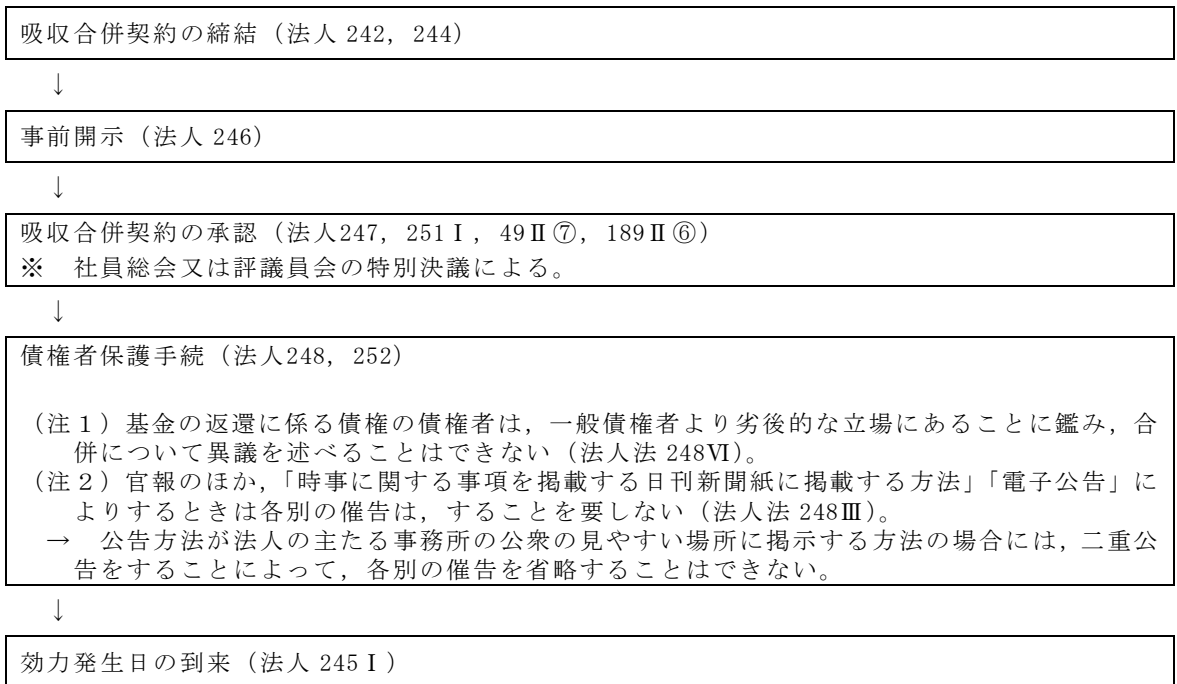 吸収合併契約の締結（法人 242，244）
↓
事前開示（法人 246）
↓
吸収合併契約の承認（法人247，251Ⅰ，49Ⅱ⑦，189Ⅱ⑥）
※　社員総会又は評議員会の特別決議による。
↓
債権者保護手続（法人248，252）
（注１）基金の返還に係る債権の債権者は，一般債権者より劣後的な立場にあることに鑑み，合
併について異議を述べることはできない（法人法 248Ⅵ）。
（注２）官報のほか，「時事に関する事項を掲載する日刊新聞紙に掲載する方法」「電子公告」に
よりするときは各別の催告は，することを要しない（法人法 248Ⅲ）。
→　公告方法が法人の主たる事務所の公衆の見やすい場所に掲示する方法の場合には，二重公
告をすることによって，各別の催告を省略することはできない。
↓
効力発生日の到来（法人 245Ⅰ）